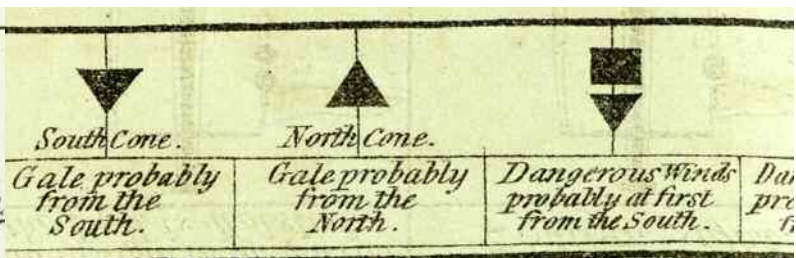 South Cone.
North Cone.
Gale probably
from the
South.
Gale probably
from the
North.
Dangerous Winds
probably at first
from the South.